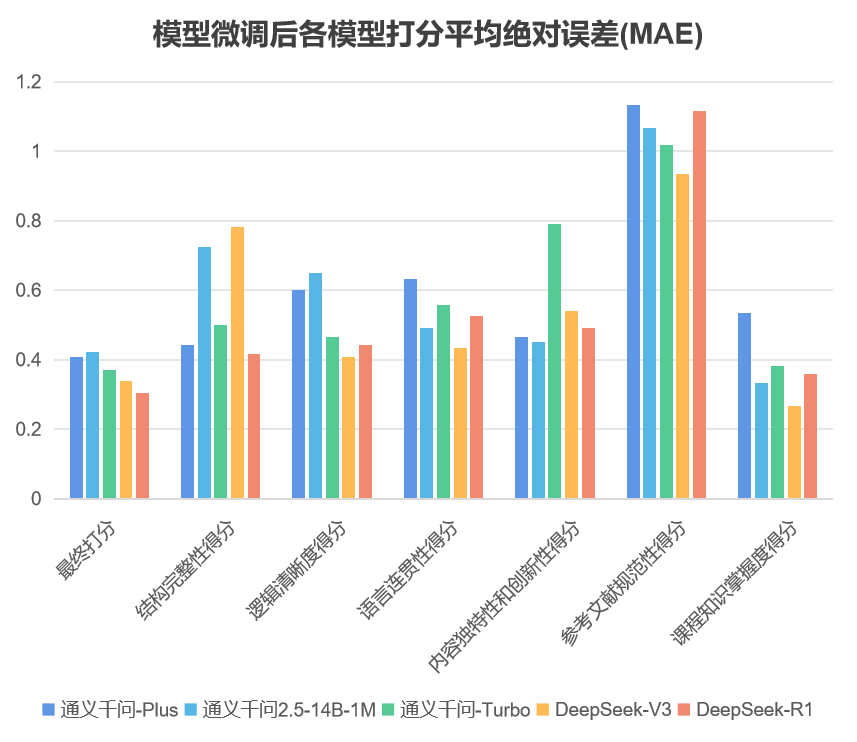 模型微调后各模型打分平均绝对误差(MAE)
1.2
1
0.8
0.6
0.4
0.2
0
最终打分
结构完整性得分
逻辑清晰度得分
语言连贯性得分
内容独特性和创新性得分
参考文献规范性得分
课程知识掌握度得分
通义千问-Plus 通义千问2.5-14B-1M 通义千问-Turbo DeepSeek-V3 DeepSeek-R1